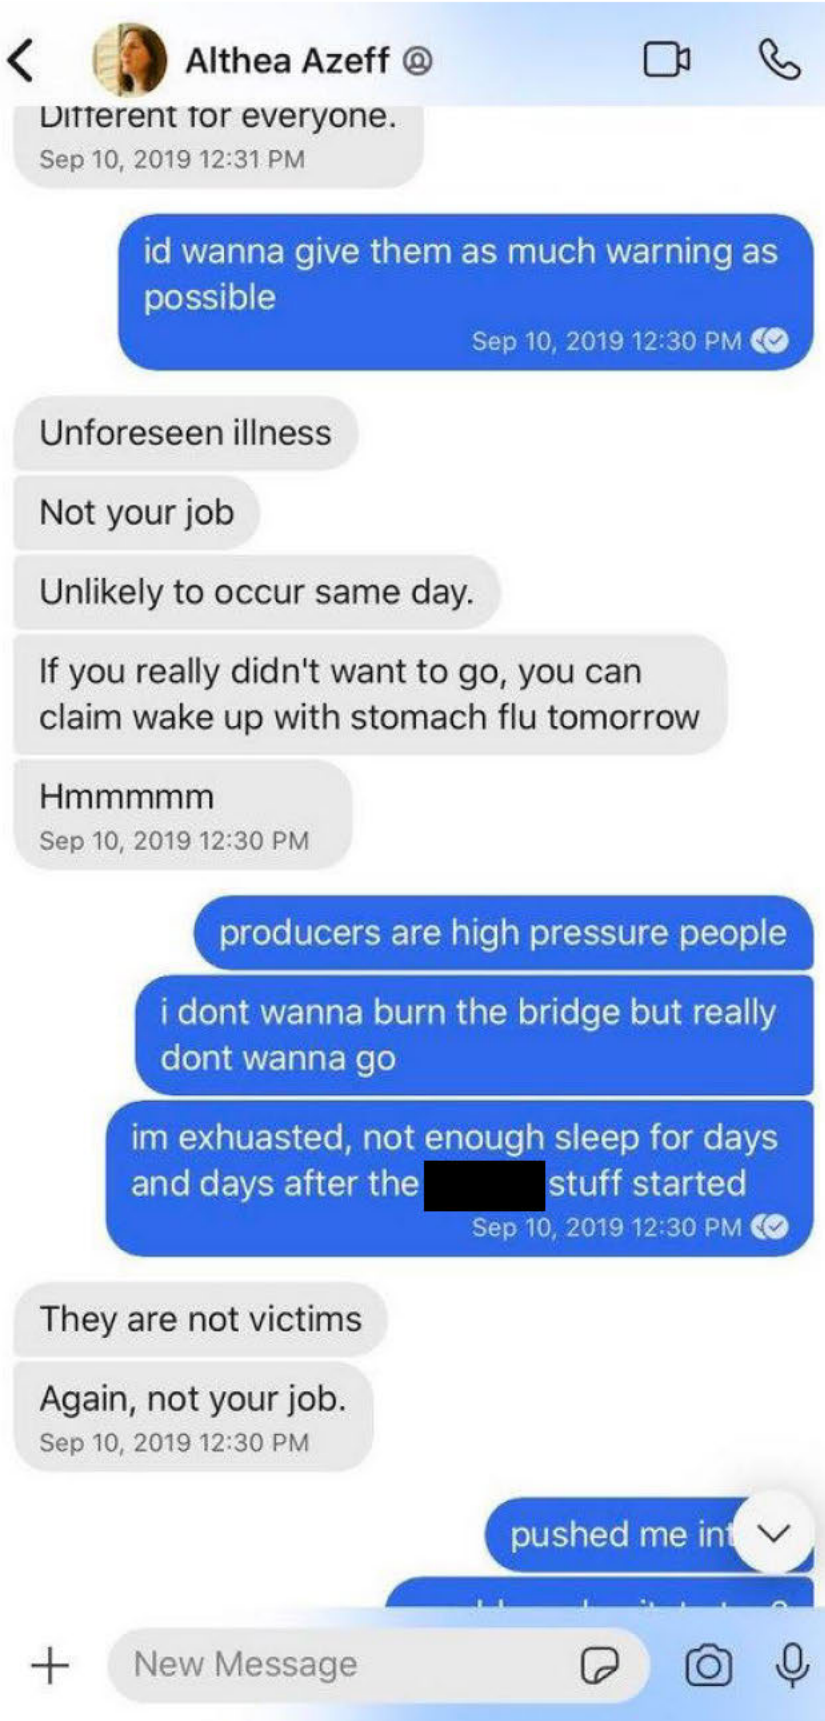 Althea Azeff
Different for everyone.
Sep 10, 2019 12:31 PM
id wanna give them as much warning as
possible
Sep 10, 2019 12:30 PM
Unforeseen illness
Not your job
Unlikely to occur same day.
If you really didn't want to go, you can
claim wake up with stomach flu tomorrow
Hmmmmm
Sep 10, 2019 12:30 PM
producers are high pressure people
i dont wanna burn the bridge but really
dont wanna go
im exhuasted, not enough sleep for days
and days after the stuff started
Sep 10, 2019 12:30 PM
They are not victims
Again, not your job.
Sep 10, 2019 12:30 PM
pushed me
New Message